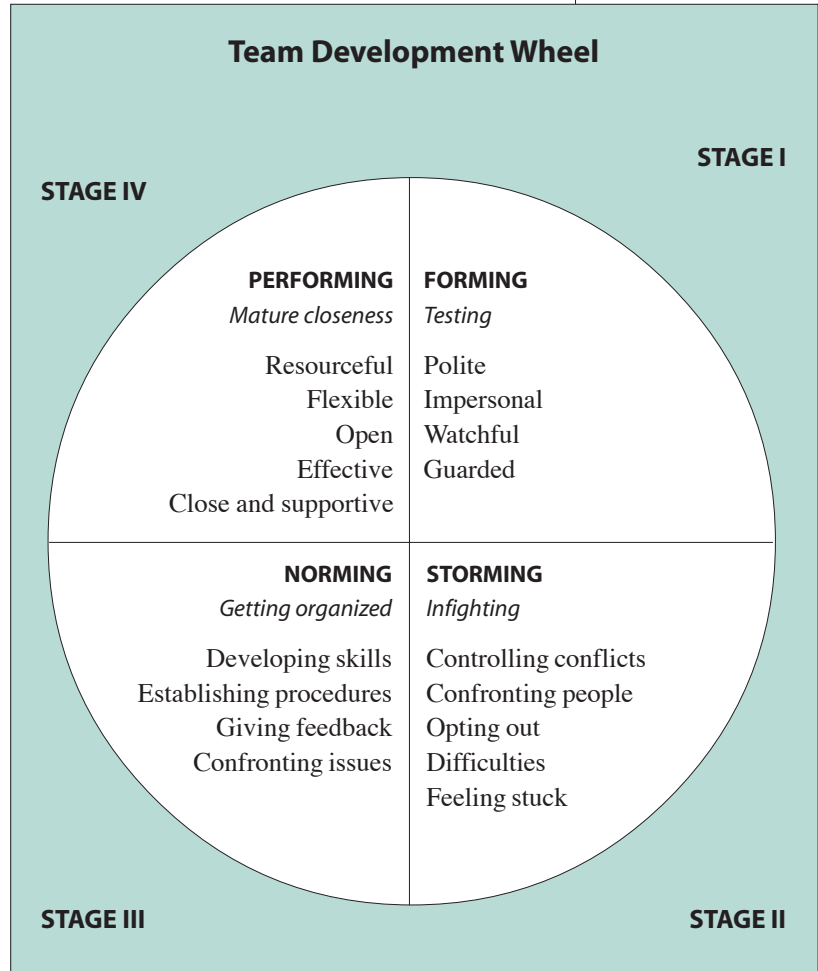 Team Development Wheel
STAGE I
STAGE IV
PERFORMING
Mature closeness
Resourceful
Flexible
Open
Effective
Close and supportive
FORMING
Testing
Polite
Impersonal
Watchful
Guarded
NORMING
Getting organized
Developing skills
Establishing procedures
Giving feedback
Confronting issues
STORMING
Infighting
Controlling conflicts
Confronting people
Opting out
Difficulties
Feeling stuck
STAGE III
STAGE II